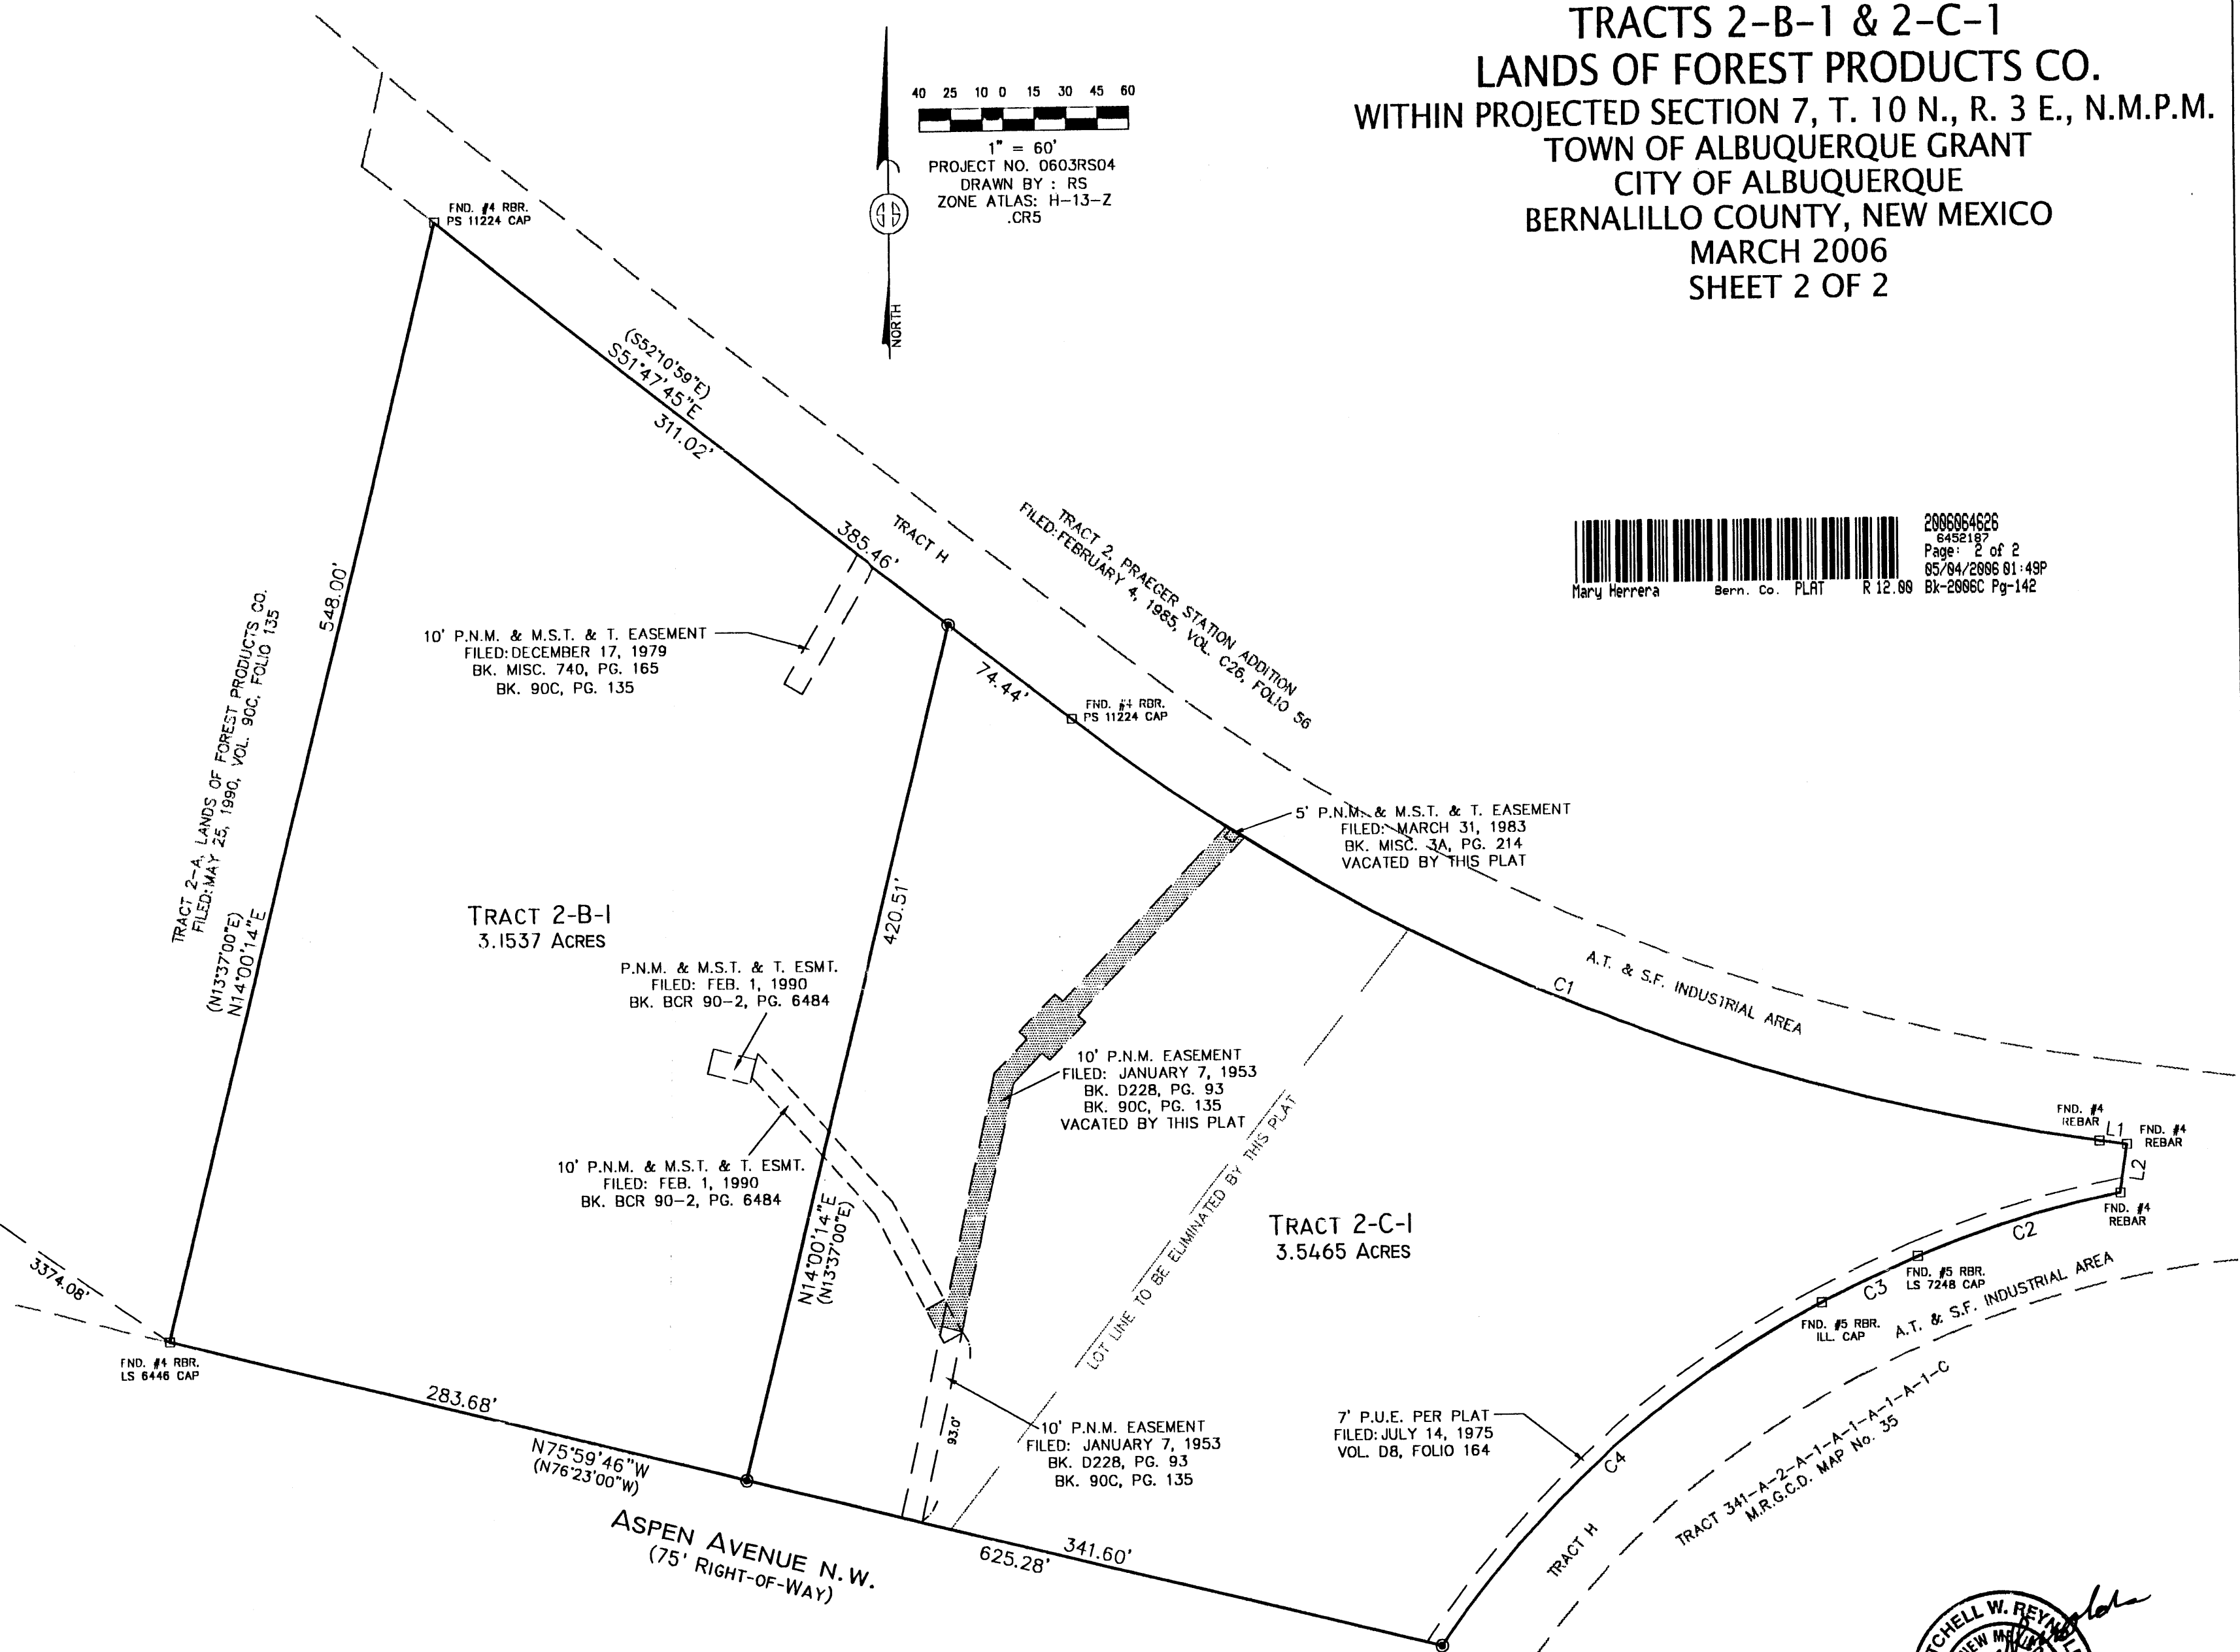 TRACTS 2-B-1 & 2-C-1
LANDS OF FOREST PRODUCTS CO.
WITHIN PROJECTED SECTION 7, T. 10 N., R. 3 E., N.M.P.M.
TOWN OF ALBUQUERQUE GRANT
CITY OF ALBUQUERQUE
BERNALILLO COUNTY, NEW MEXICO
MARCH 2006
SHEET 2 OF 2
40 25 10 0 15 30 45 60
1" = 60'
PROJECT NO. 0603RS04
DRAWN BY : RS
ZONE ATLAS: H-13-Z
.CR5
NORTH
FND. #4 RBR.
PS 11224 CAP
(S52°10'59"E)
S51°47'45"E
311.02'
385.46'
TRACT H
TRACT 2, PRAEGER STATION ADDITION
FILED: FEBRUARY 4, 1985, VOL. C26, FOLIO 56
2006064626
6452187
Page: 2 of 2
05/04/2006 01:49P
Mary Herrera Bern. Co. PLAT R 12.00 Bk-2006C Pg-142
548.00'
TRACT 2-A, LANDS OF FOREST PRODUCTS CO.
FILED: MAY 25, 1990, VOL. 90C, FOLIO 135
(N13°37'00"E)
N14°00'14"E
10' P.N.M. & M.S.T. & T. EASEMENT
FILED: DECEMBER 17, 1979
BK. MISC. 740, PG. 165
BK. 90C, PG. 135
74.44'
FND. #4 RBR.
PS 11224 CAP
5' P.N.M. & M.S.T. & T. EASEMENT
FILED: MARCH 31, 1983
BK. MISC. 3A, PG. 214
VACATED BY THIS PLAT
TRACT 2-B-1
3.1537 ACRES
420.51'
P.N.M. & M.S.T. & T. ESMT.
FILED: FEB. 1, 1990
BK. BCR 90-2, PG. 6484
C1
A.T. & S.F. INDUSTRIAL AREA
10' P.N.M. EASEMENT
FILED: JANUARY 7, 1953
BK. D228, PG. 93
BK. 90C, PG. 135
VACATED BY THIS PLAT
10' P.N.M. & M.S.T. & T. ESMT.
FILED: FEB. 1, 1990
BK. BCR 90-2, PG. 6484
N14°00'14"E
(N13°37'00"E)
LOT LINE TO BE ELIMINATED BY THIS PLAT
TRACT 2-C-1
3.5465 ACRES
FND. #4
REBAR
L1
FND. #4
REBAR
L2
FND. #4
REBAR
C2
FND. #5 RBR.
LS 7248 CAP
C3
FND. #5 RBR.
ILL. CAP
A.T. & S.F. INDUSTRIAL AREA
3374.08'
FND. #4 RBR.
LS 6446 CAP
283.68'
N75°59'46"W
(N76°23'00"W)
ASPEN AVENUE N.W.
(75' RIGHT-OF-WAY)
93.0'
10' P.N.M. EASEMENT
FILED: JANUARY 7, 1953
BK. D228, PG. 93
BK. 90C, PG. 135
7' P.U.E. PER PLAT
FILED: JULY 14, 1975
VOL. D8, FOLIO 164
C4
TRACT H
TRACT 341-A-2-A-1-A-1-A-1-A-1-C
M.R.G.C.D. MAP No. 35
625.28'
341.60'